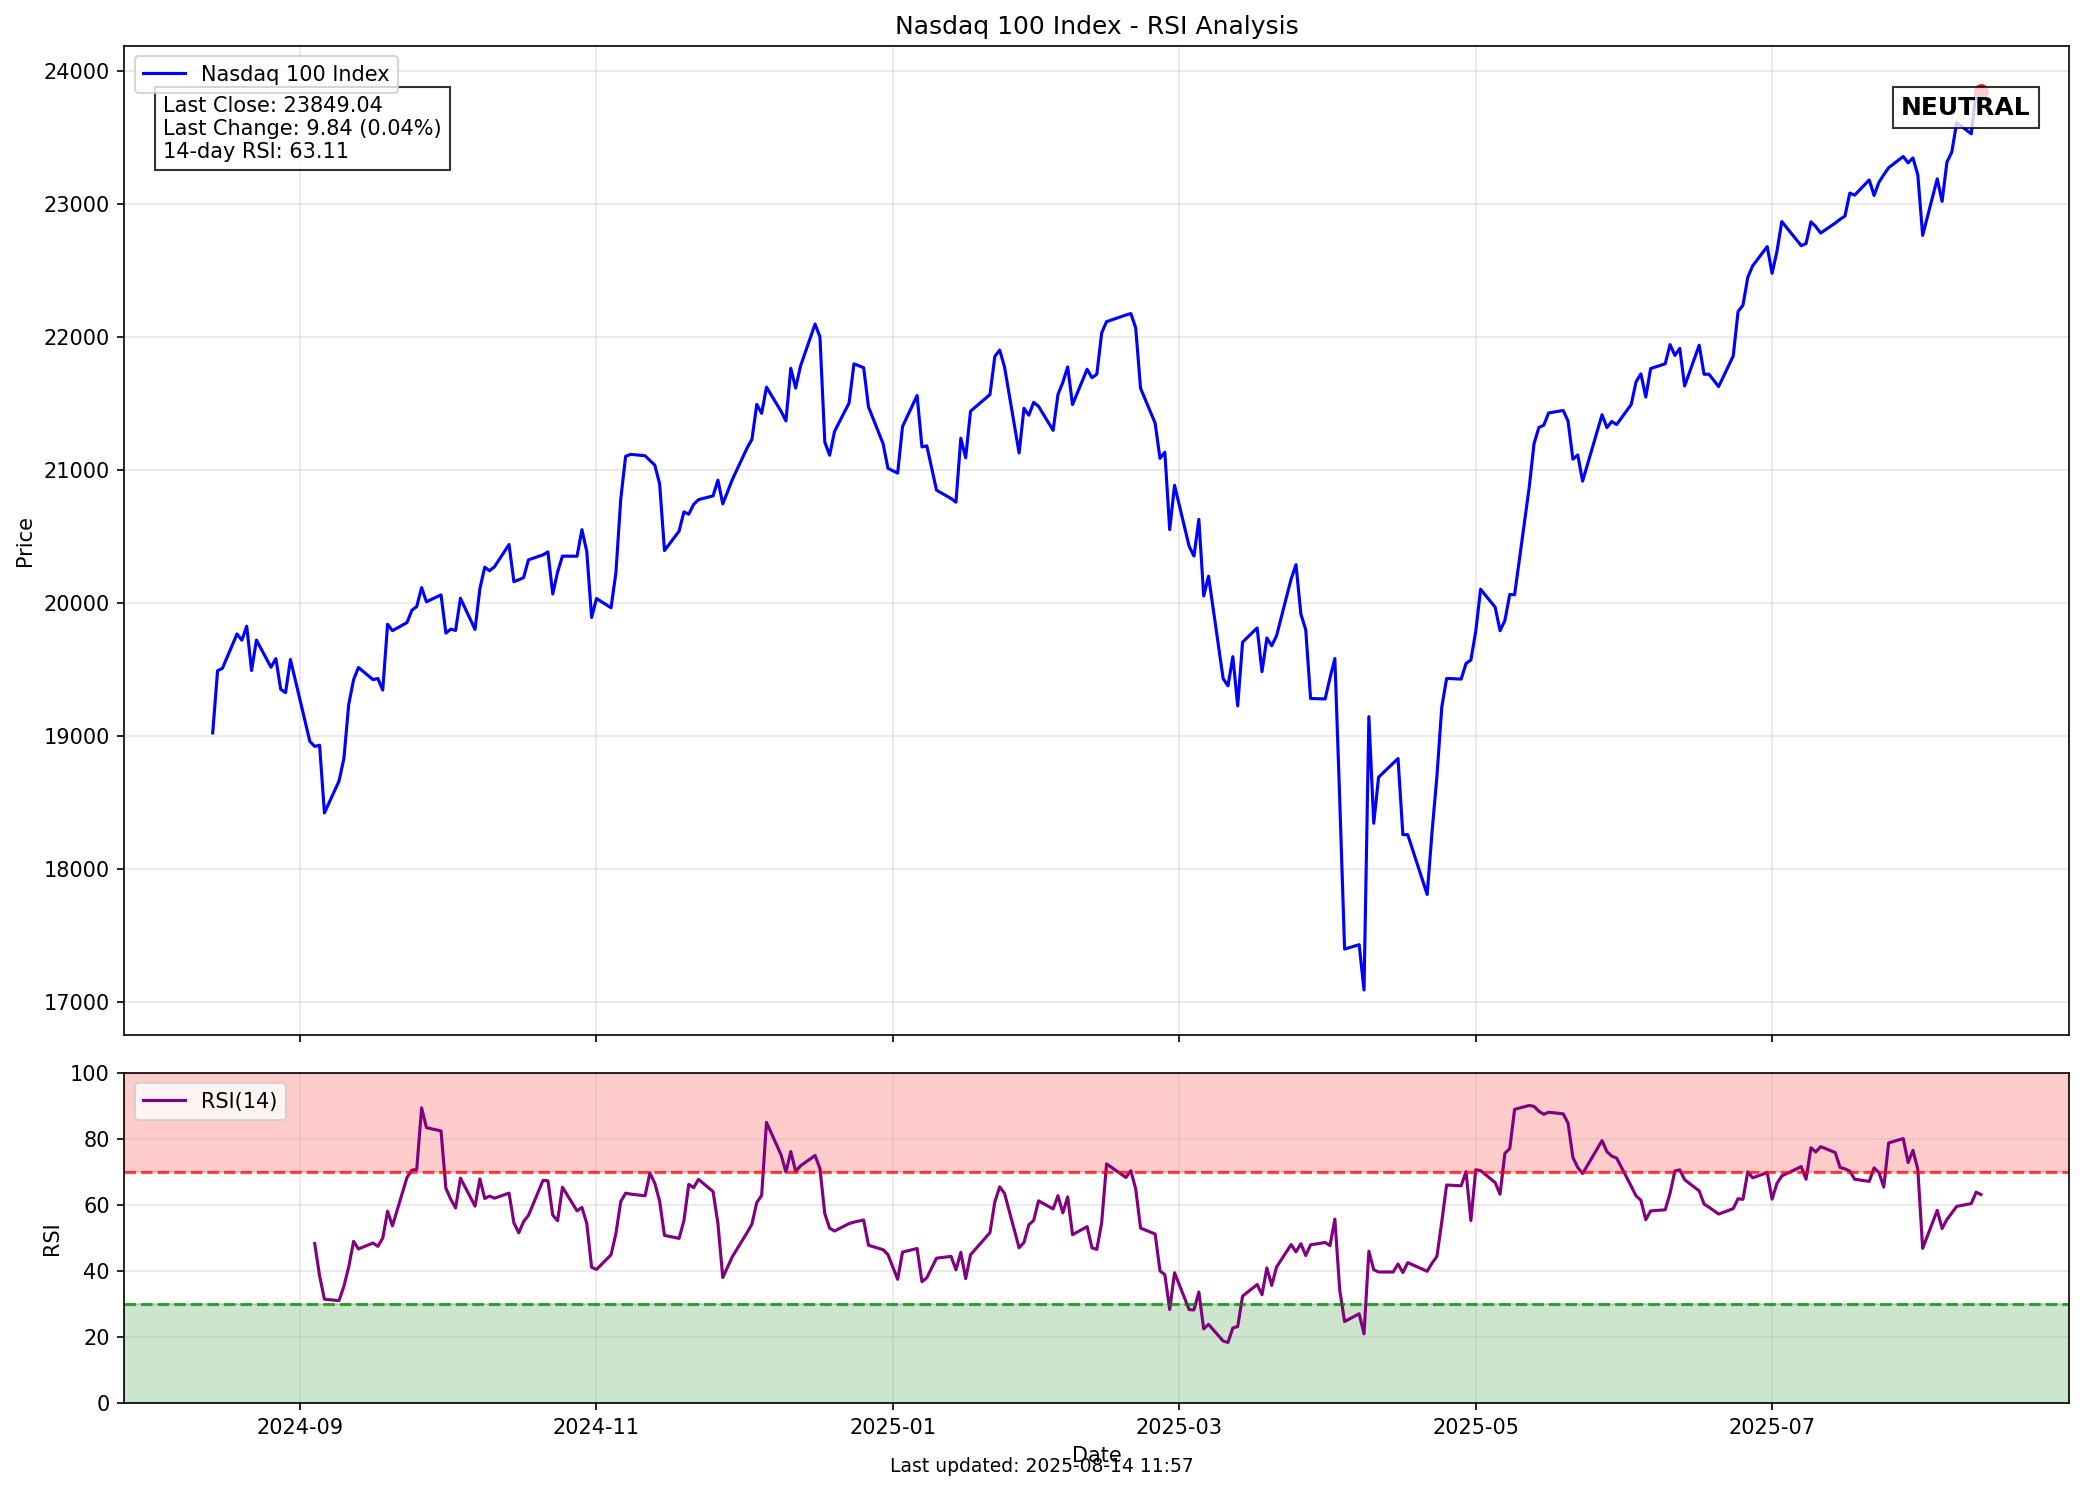 Nasdaq 100 Index - RSI Analysis
Nasdaq 100 Index
Last Close: 23849.04
Last Change: 9.84 (0.04%)
14-day RSI: 63.11
NEUTRAL
Price
24000
23000
22000
21000
20000
19000
18000
17000
RSI(14)
RSI
100
80
60
40
20
0
2024-09
2024-11
2025-01
2025-03
2025-05
2025-07
Date
Last updated: 2025-08-14 11:57